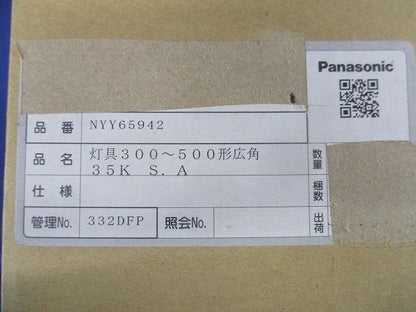 Panasonic
品番 NYY65942
品名 灯具300～500形広角
35K S.A
数量
仕様
梱数
管理No. 332DFP 照会No.
出荷